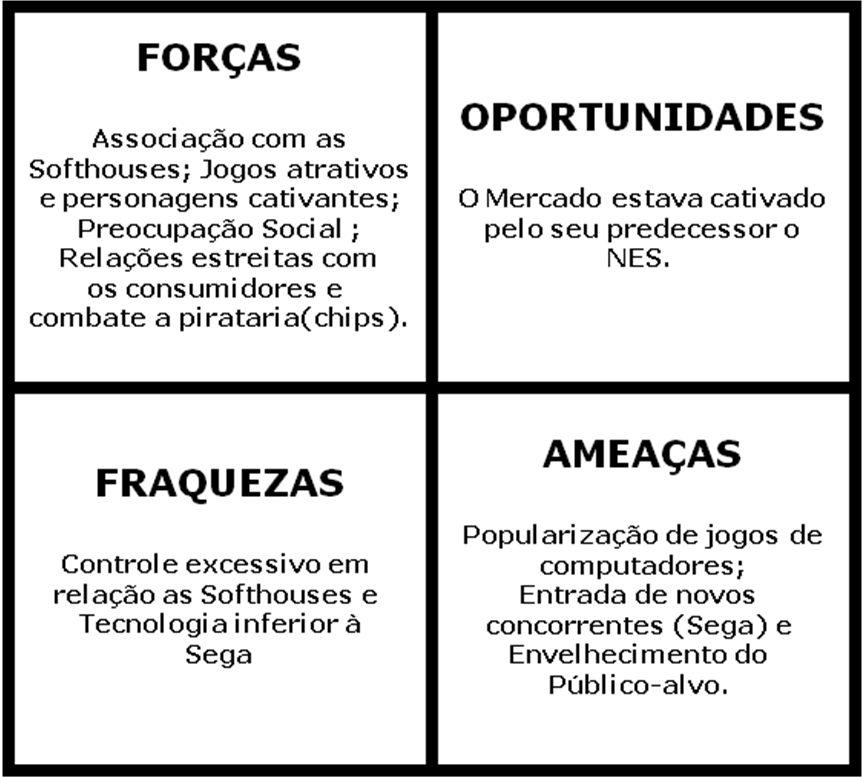 FORÇAS
Associação com as
Softhouses; Jogos atrativos
e personagens cativantes;
Preocupação Social ;
Relações estreitas com
os consumidores e
combate a pirataria(chips).
OPORTUNIDADES
O Mercado estava cativado
pelo seu predecessor o
NES.
FRAQUEZAS
Controle excessivo em
relação as Softhouses e
Tecnologia inferior à
Sega
AMEAÇAS
Popularização de jogos de
computadores;
Entrada de novos
concorrentes (Sega) e
Envelhecimento do
Público-alvo.